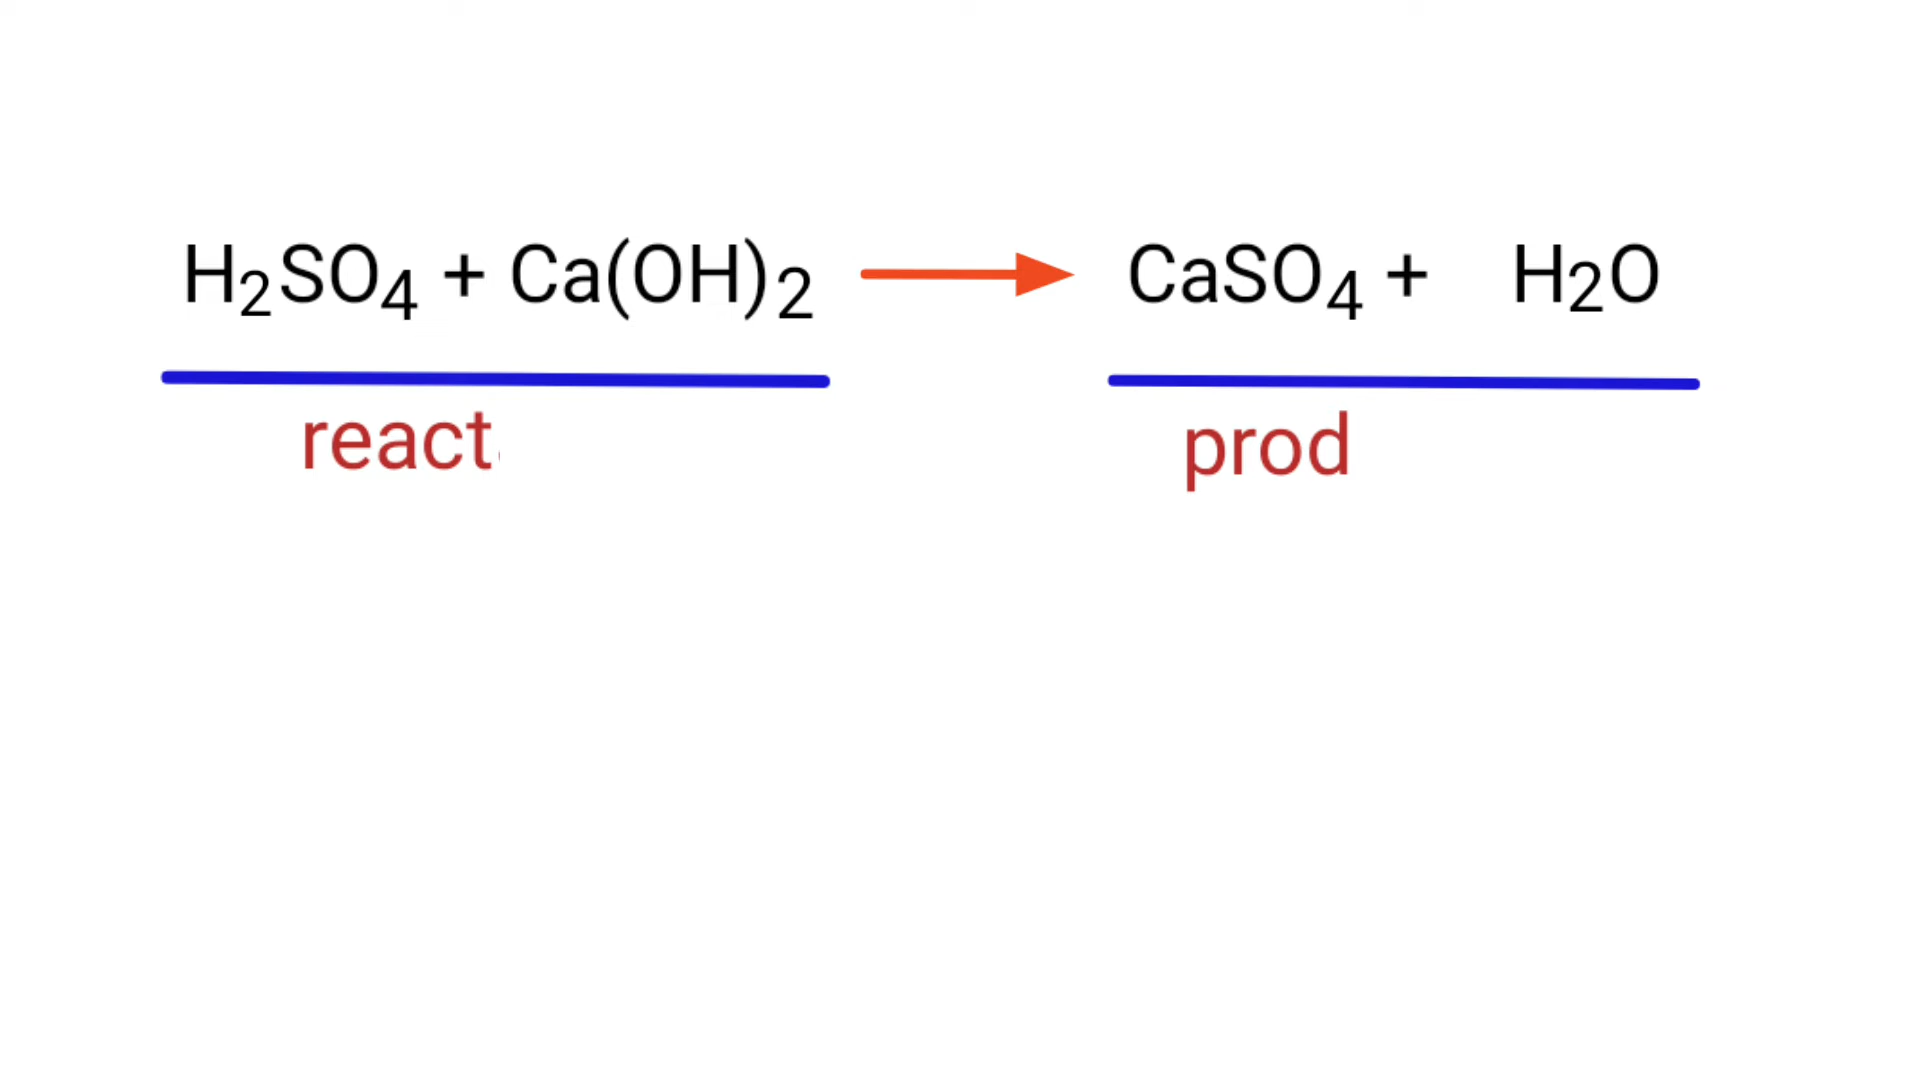 H₂SO₄ + Ca(OH)₂ → CaSO₄ + H₂O
react prod